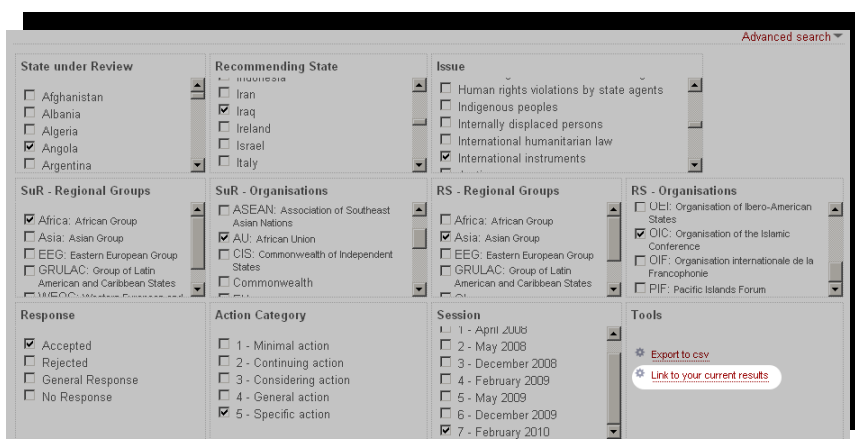 Advanced search
State under Review
Afghanistan
Albania
Algeria
Angola
Argentina
Recommending State
Indonesia
Iran
Iraq
Ireland
Israel
Italy
Issue
Human rights violations by state agents
Indigenous peoples
Internally displaced persons
International humanitarian law
International instruments
SuR - Regional Groups
Africa: African Group
Asia: Asian Group
EEG: Eastern European Group
GRULAC: Group of Latin
American and Caribbean States
WEOG: Western European and
SuR - Organisations
ASEAN: Association of Southeast
Asian Nations
AU: African Union
CIS: Commonwealth of Independent
States
Commonwealth
EU
RS - Regional Groups
Africa: African Group
Asia: Asian Group
EEG: Eastern European Group
GRULAC: Group of Latin
American and Caribbean States
RS - Organisations
OEI: Organisation of Ibero-American
States
OIC: Organisation of the Islamic
Conference
OIF: Organisation internationale de la
Francophonie
PIF: Pacific Islands Forum
Response
Accepted
Rejected
General Response
No Response
Action Category
1 - Minimal action
2 - Continuing action
3 - Considering action
4 - General action
5 - Specific action
Session
1 - April 2008
2 - May 2008
3 - December 2008
4 - February 2009
5 - May 2009
6 - December 2009
7 - February 2010
Tools
Export to csv
Link to your current results